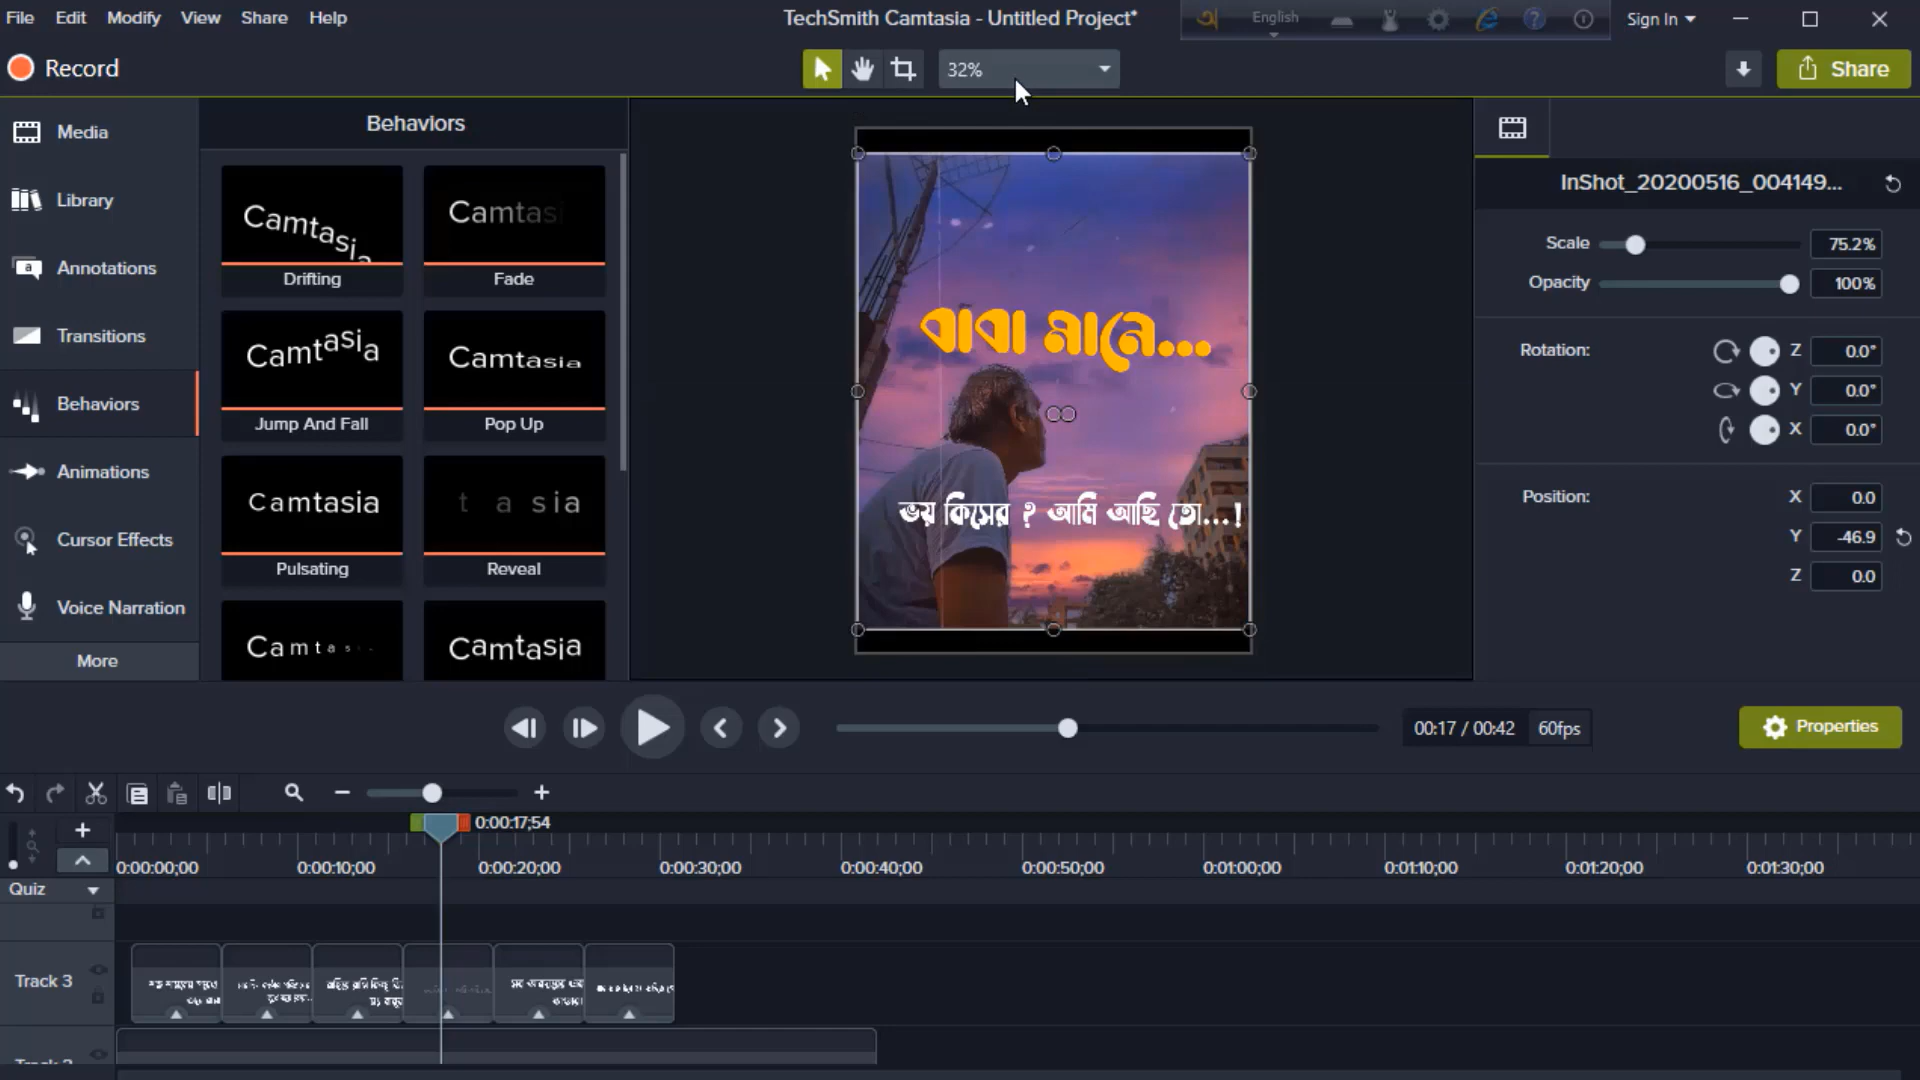 File Edit Modify View Share Help
TechSmith Camtasia - Untitled Project*
English
Sign In
Record
32%
Share
Media
Library
Annotations
Transitions
Behaviors
Animations
Cursor Effects
Voice Narration
More
Behaviors
Camtasia
Drifting
Camtasi
Fade
Camtasia
Jump And Fall
Camtasia
Pop Up
Camtasia
Pulsating
t a sia
Reveal
Camtas
Camtasia
বাবা মানে...
ভয় কিসের ? আমি আছি তো...!
InShot_20200516_004149...
Scale 75.2%
Opacity 100%
Rotation: Z 0.0°
Y 0.0°
X 0.0°
Position: X 0.0
Y -46.9
Z 0.0
00:17 / 00:42 60fps
Properties
0:00:17;54
0:00:00;00 0:00:10;00 0:00:20;00 0:00:30;00 0:00:40;00 0:00:50;00 0:01:00;00 0:01:10;00 0:01:20;00 0:01:30;00
Quiz
Track 3